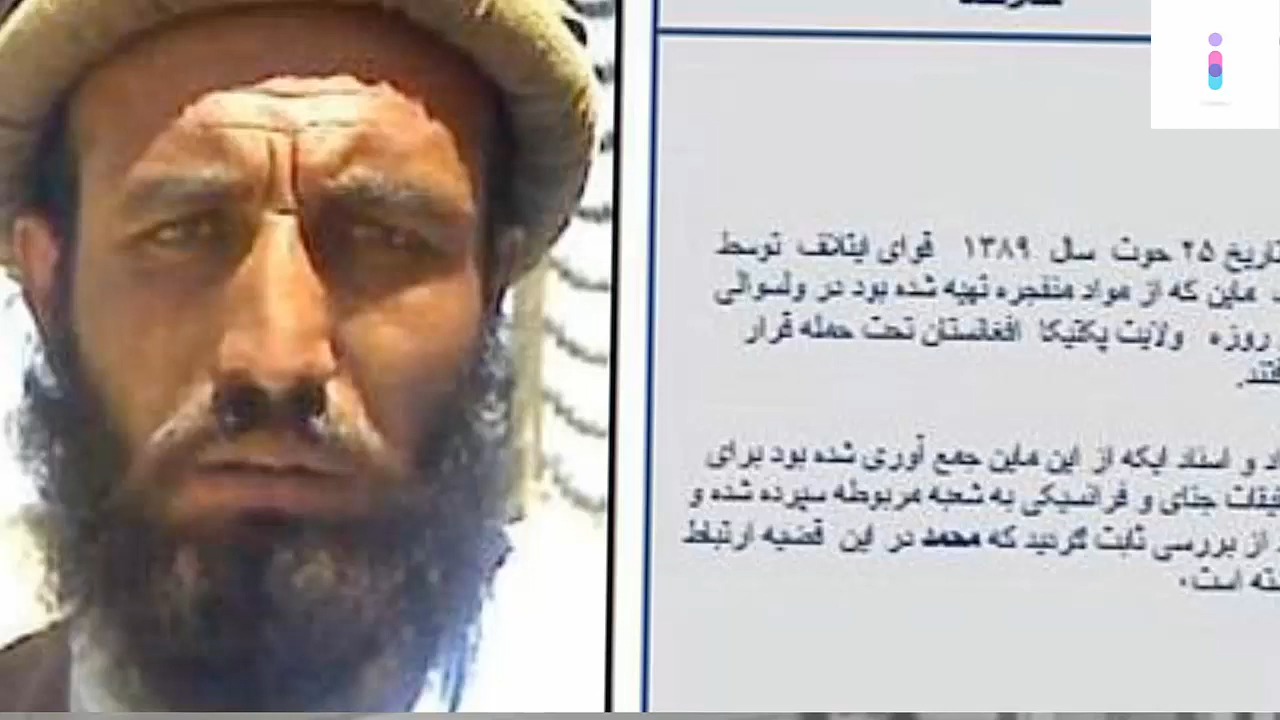 تاریخ ۲۵ حوت سال ۱۳۸۹ قوای ایتلاف توسط
ماین که از مواد منفجره تهیه شده بود در ولسوالی
روزه ولایت پکتیکا افغانستان تحت حمله قرار
و اسناد ایکه از این ماین جمع آوری شده بود برای
جنای و فرانسیکی به شعبه مربوطه سپرده شده و
از بررسی ثابت گردید که محمد در این قضیه ارتباط
است.